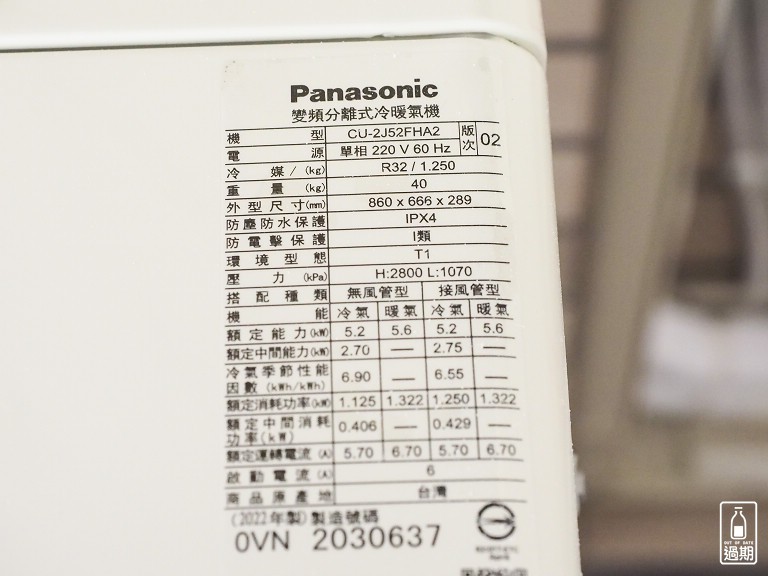 Panasonic
變頻分離式冷暖氣機
機型 CU-2J52FHA2 版次 02
電源 單相 220 V 60 Hz
冷媒/(kg) R32 / 1.250
重量(kg) 40
外型尺寸(mm) 860 x 666 x 289
防塵防水保護 IPX4
防電擊保護 I類
環境型態 T1
壓力(kPa) H:2800 L:1070
搭配種類 無風管型 接風管型
機能 冷氣 暖氣 冷氣 暖氣
額定能力(kW) 5.2 5.6 5.2 5.6
額定中間能力(kW) 2.70 — 2.75 —
冷氣季節性能
因數(kWh/kWh) 6.90 — 6.55 —
額定消耗功率(kW) 1.125 1.322 1.250 1.322
額定中間消耗
功率(kW) 0.406 — 0.429 —
額定運轉電流(A) 5.70 6.70 5.70 6.70
啟動電流(A) 6
商品原產地 台灣
(2022年製)製造號碼
0VN 2030637
OUT OF DATE
過期